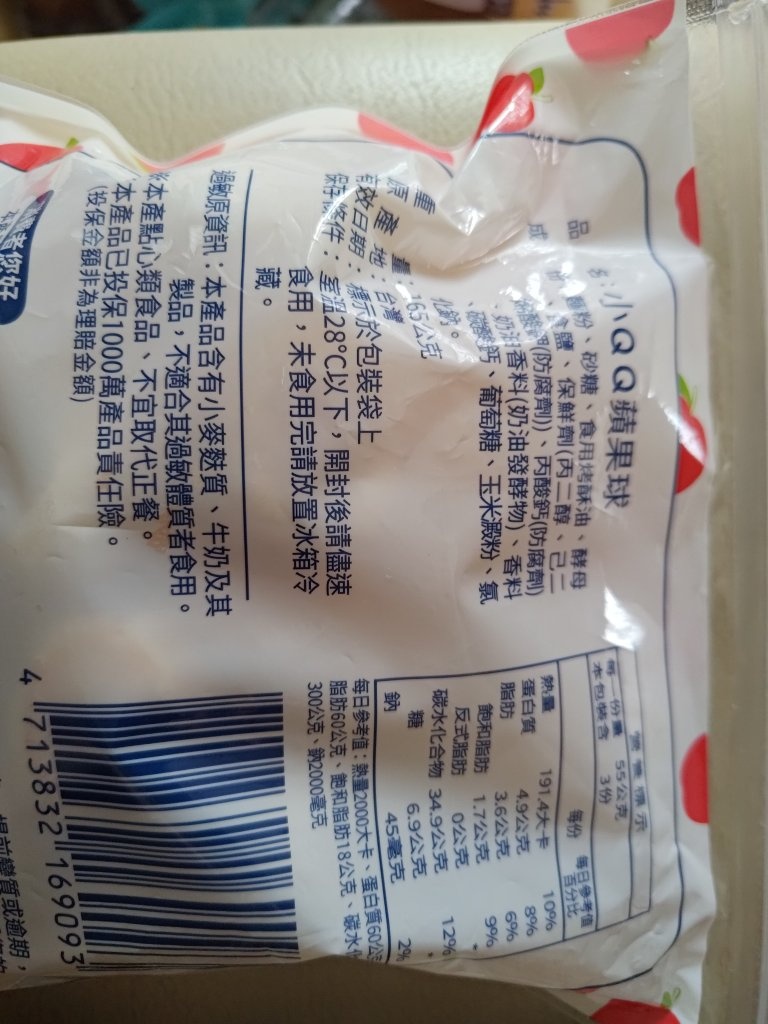 品 名:小QQ蘋果球
成 粉、砂糖、食用烤酥油、酵母
、食鹽、保鮮劑(丙二醇、己二
(防腐劑))、丙酸鈣(防腐劑)
、奶油香料(奶油發酵物)、香料
、碳酸鈣、葡萄糖、玉米澱粉、氯
化鈉。
重 量:165公克
原 產 地:台灣
有效日期:標示於包裝袋上
保存條件:室溫28°C以下,開封後請儘速
食用,未食用完請放置冰箱冷
藏。
過敏原資訊:本產品含有小麥麩質、牛奶及其
製品,不適合其過敏體質者食用。
※本產點心類食品、不宜取代正餐。
本產品已投保1000萬產品責任險。
(投保金額非為理賠金額)
營養標示
每一份量 55公克
本包裝含 3份
每份 每日參考值百分比
熱量 191.4大卡 10%
蛋白質 4.9公克 8%
脂肪 3.6公克 6%
飽和脂肪 1.7公克 9%
反式脂肪 0公克 *
碳水化合物 34.9公克 12%
糖 6.9公克 *
鈉 45毫克 2%
每日參考值:熱量2000大卡、蛋白質60公
脂肪60公克、飽和脂肪18公克、碳水
300公克、鈉2000毫克
4 713832 169093
者您好
提前變質或逾期,